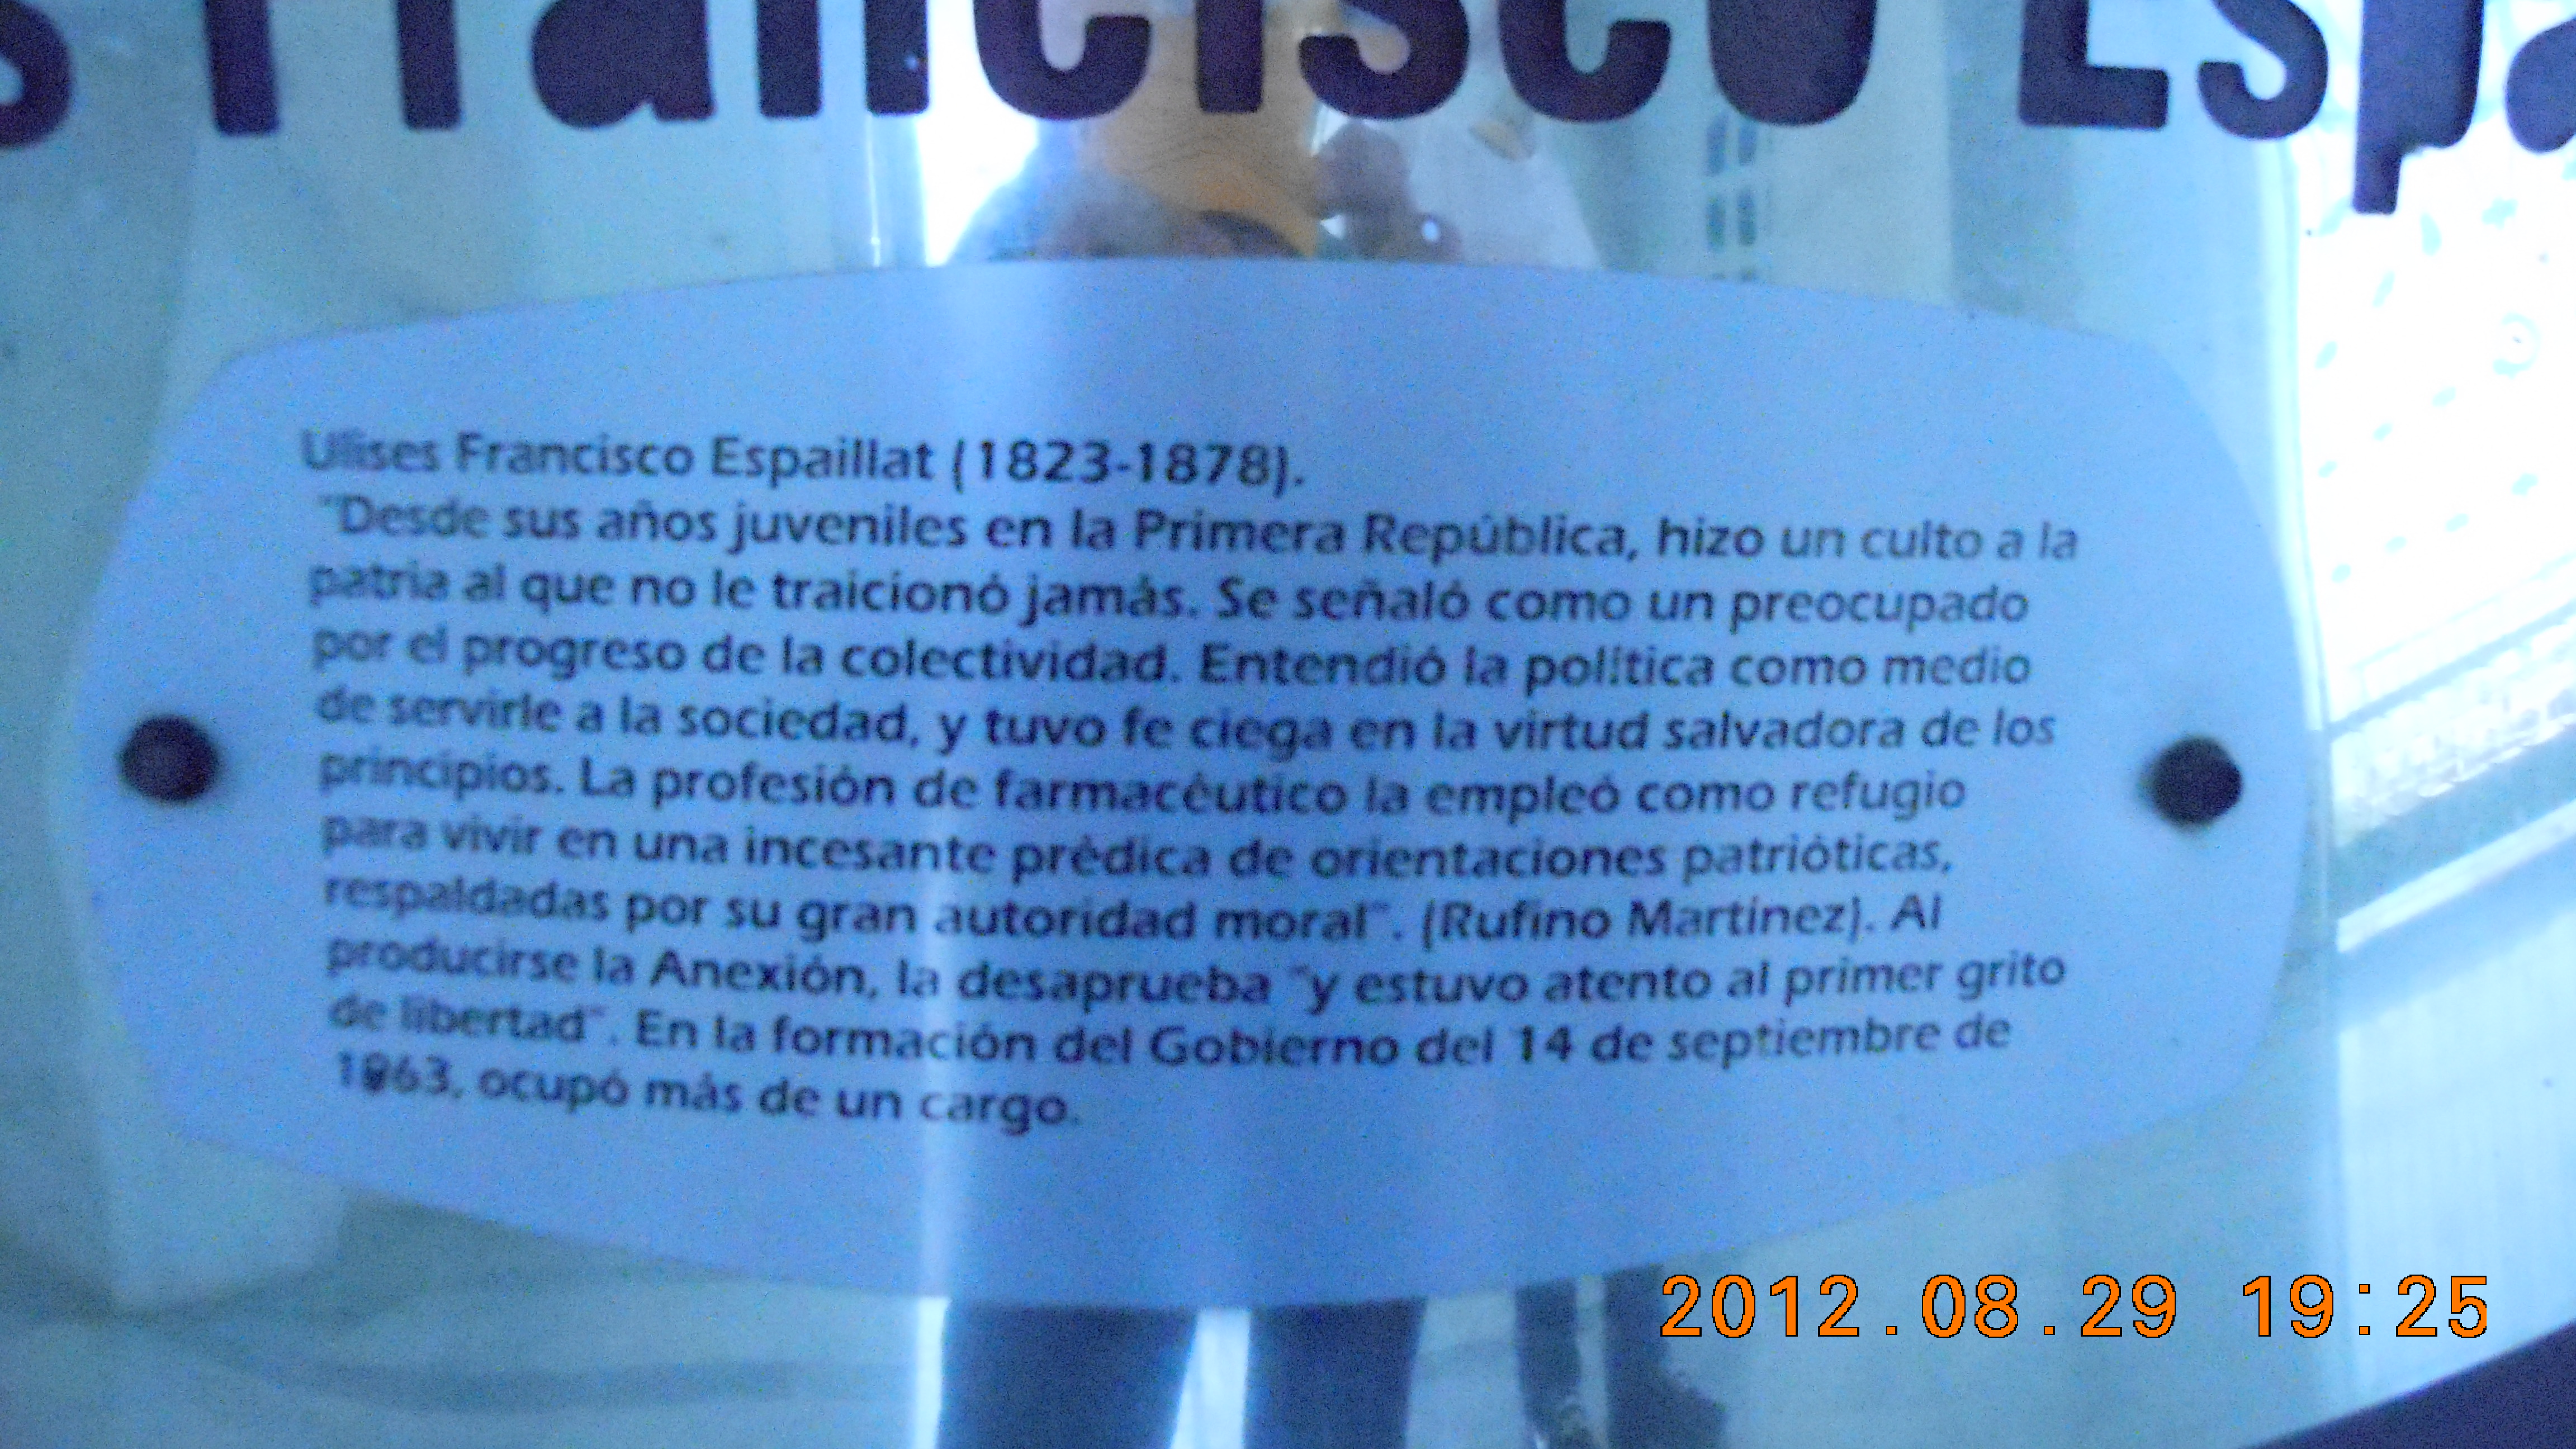 s Francisco Espa
Ulises Francisco Espaillat (1823-1878).
"Desde sus años juveniles en la Primera República, hizo un culto a la
patria al que no le traicionó jamás. Se señaló como un preocupado
por el progreso de la colectividad. Entendió la política como medio
de servirle a la sociedad, y tuvo fe ciega en la virtud salvadora de los
principios. La profesión de farmacéutico la empleó como refugio
para vivir en una incesante prédica de orientaciones patrióticas,
respaldadas por su gran autoridad moral". (Rufino Martínez). Al
producirse la Anexión, la desaprueba "y estuvo atento al primer grito
de libertad". En la formación del Gobierno del 14 de septiembre de
ocupó más de un cargo.
2012.08.29 19:25